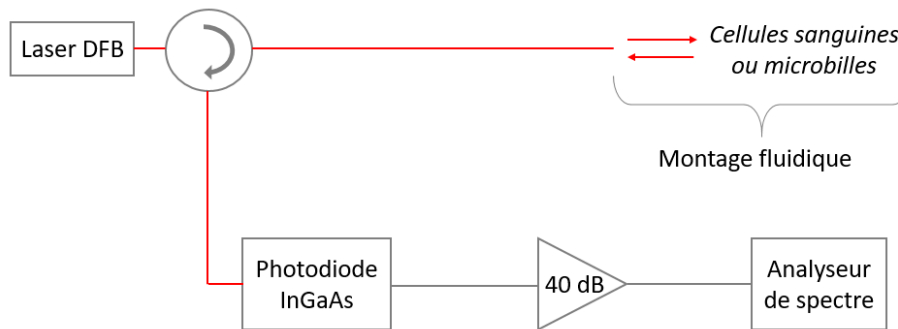 Laser DFB
Cellules sanguines
ou microbilles
Montage fluidique
Photodiode
InGaAs
40 dB
Analyseur
de spectre